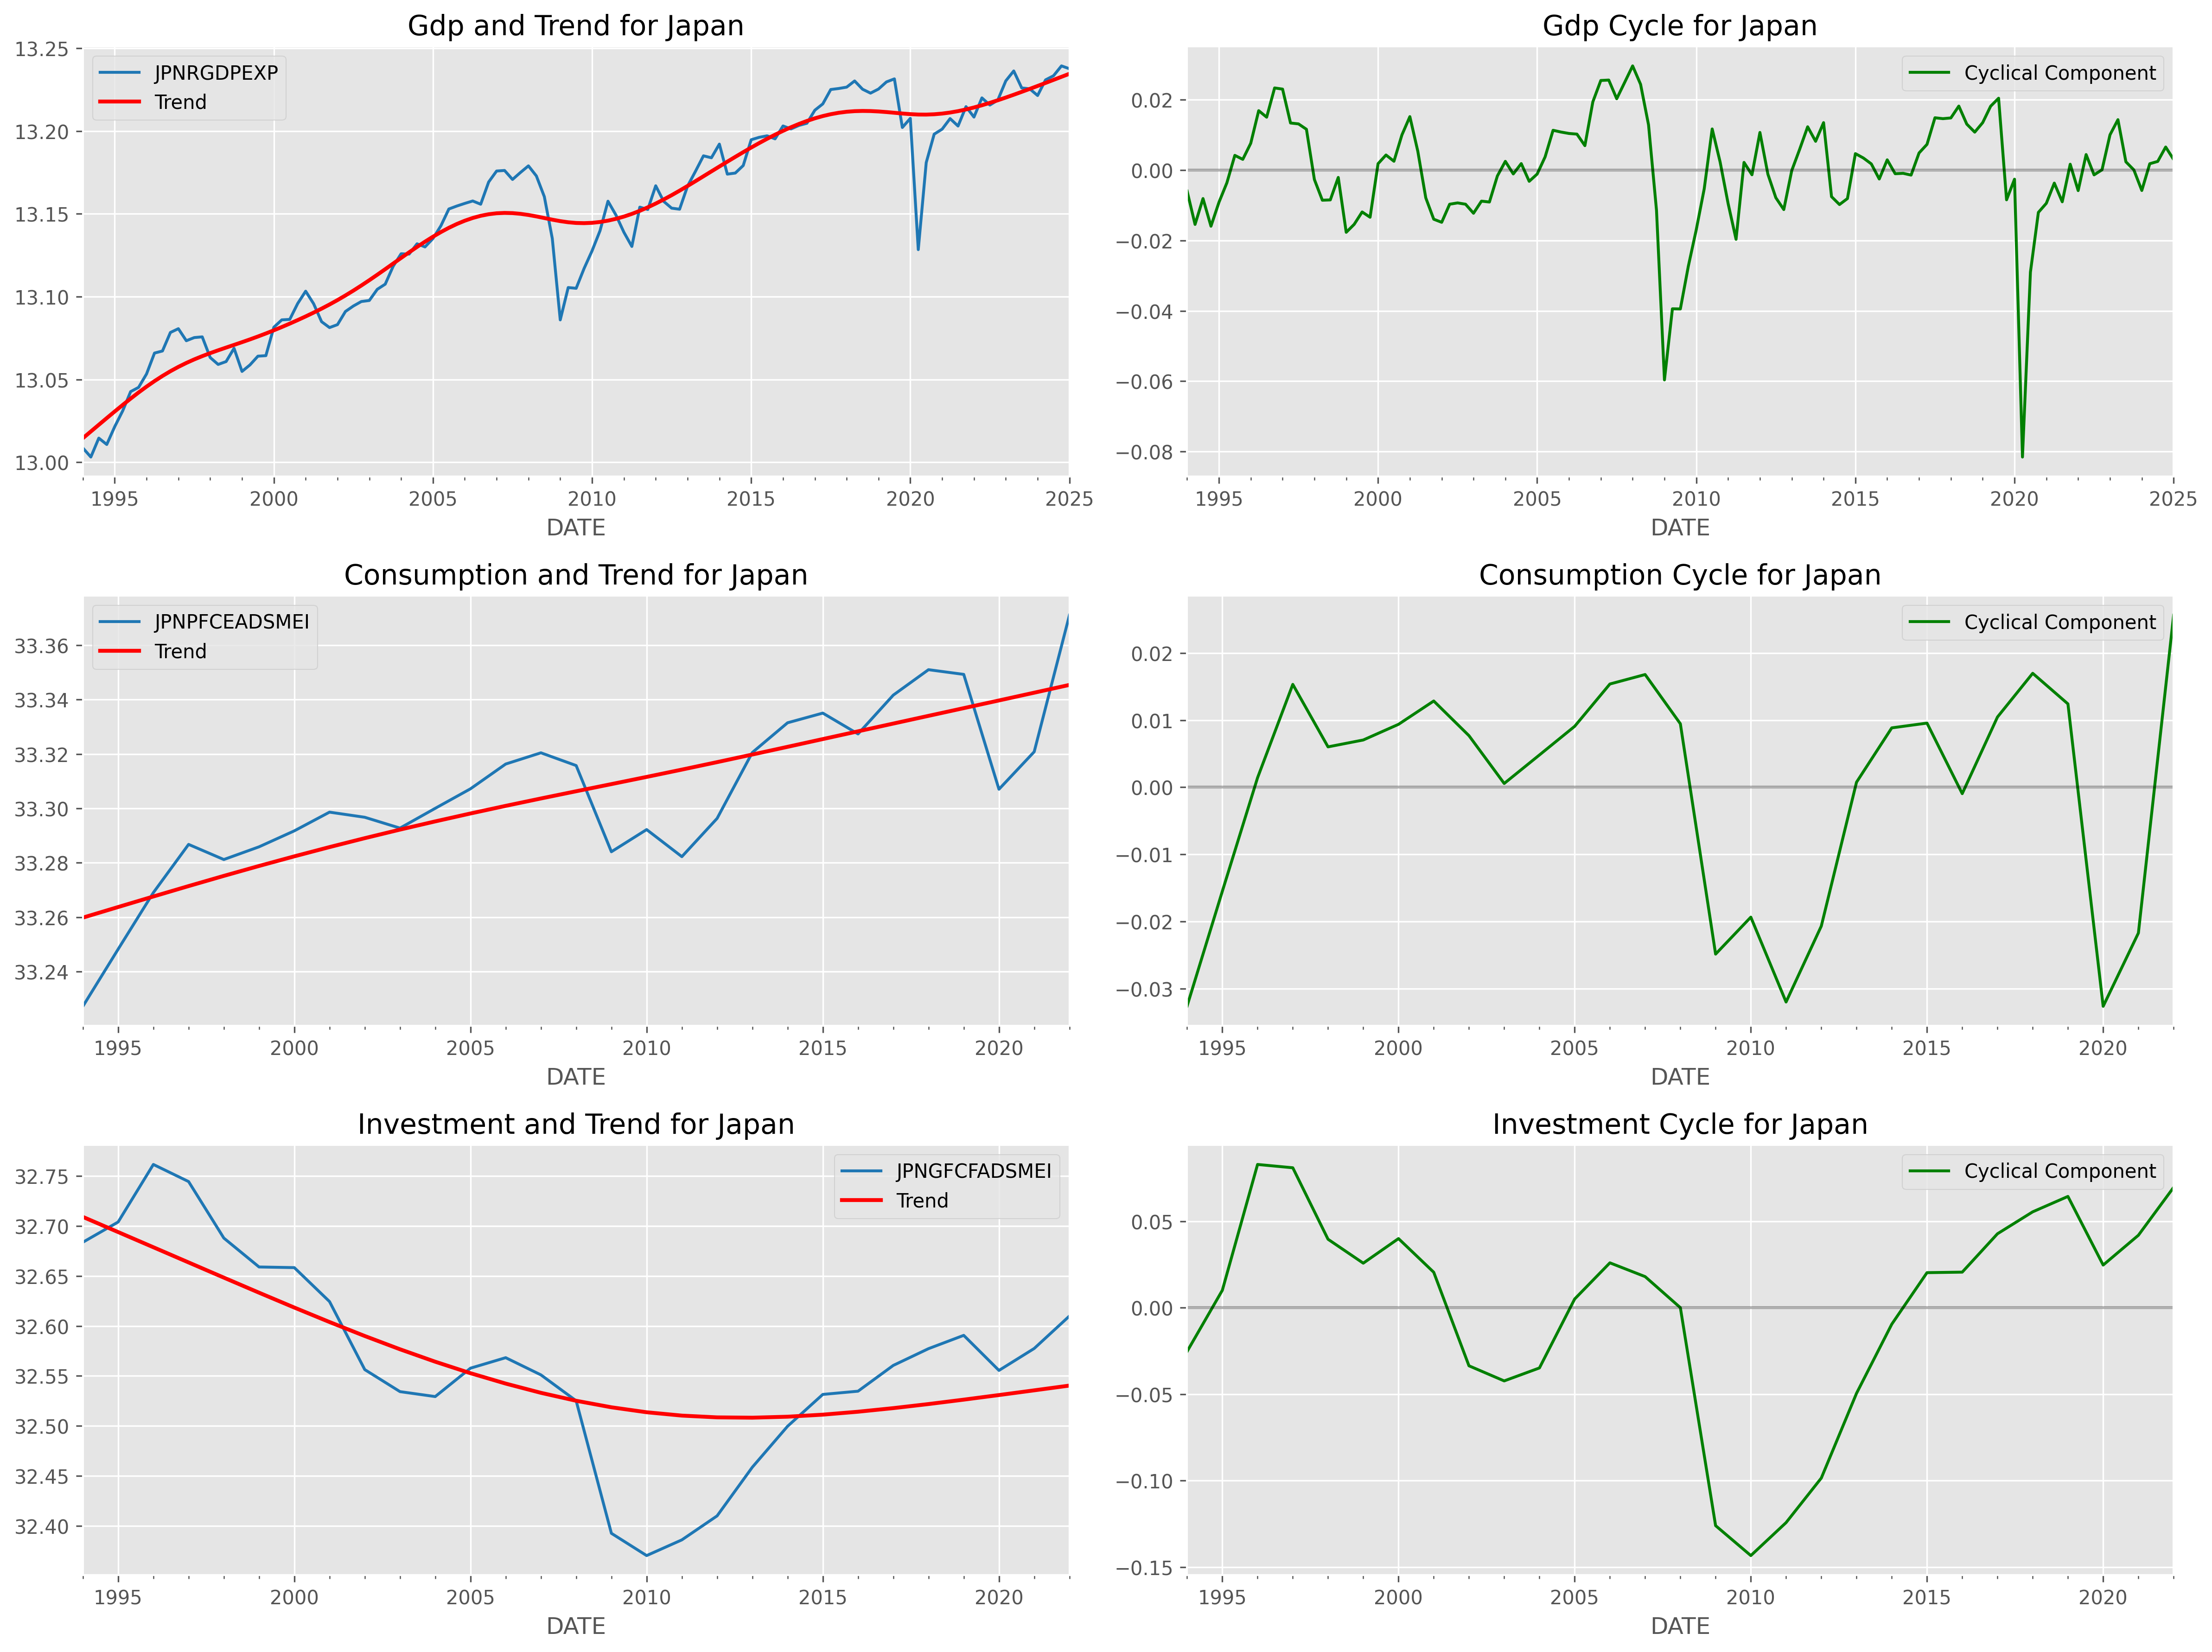 Gdp and Trend for Japan
JPNRGDPEXP
Trend
13.25
13.20
13.15
13.10
13.05
13.00
1995 2000 2005 2010 2015 2020 2025
DATE
Gdp Cycle for Japan
Cyclical Component
0.02
0.00
−0.02
−0.04
−0.06
−0.08
1995 2000 2005 2010 2015 2020 2025
DATE
Consumption and Trend for Japan
JPNPFCEADSMEI
Trend
33.36
33.34
33.32
33.30
33.28
33.26
33.24
1995 2000 2005 2010 2015 2020
DATE
Consumption Cycle for Japan
Cyclical Component
0.02
0.01
0.00
−0.01
−0.02
−0.03
1995 2000 2005 2010 2015 2020
DATE
Investment and Trend for Japan
JPNGFCFADSMEI
Trend
32.75
32.70
32.65
32.60
32.55
32.50
32.45
32.40
1995 2000 2005 2010 2015 2020
DATE
Investment Cycle for Japan
Cyclical Component
0.05
0.00
−0.05
−0.10
−0.15
1995 2000 2005 2010 2015 2020
DATE